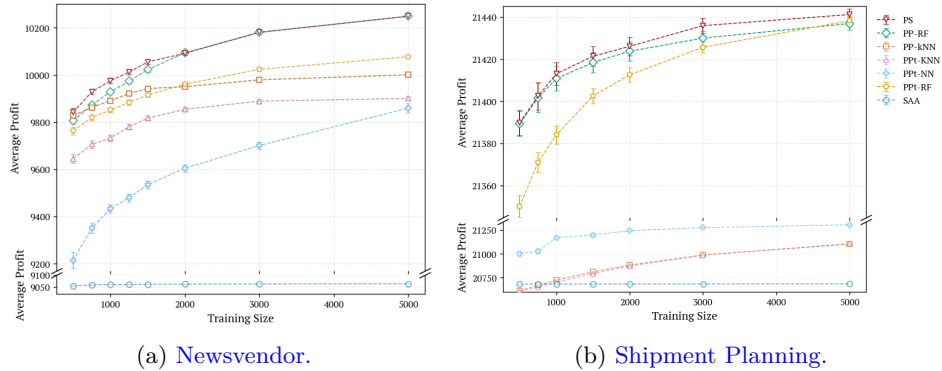 10200
10000
9800
9600
9400
9200
9100
9050
Average Profit
Average Profit
1000
2000
3000
4000
5000
Training Size
(a) Newsvendor.
21440
21420
21400
21380
21360
21250
21000
20750
Average Profit
Average Profit
1000
2000
3000
4000
5000
Training Size
(b) Shipment Planning.
PS
PP-RF
PP-kNN
PPt-KNN
PPt-NN
PPt-RF
SAA